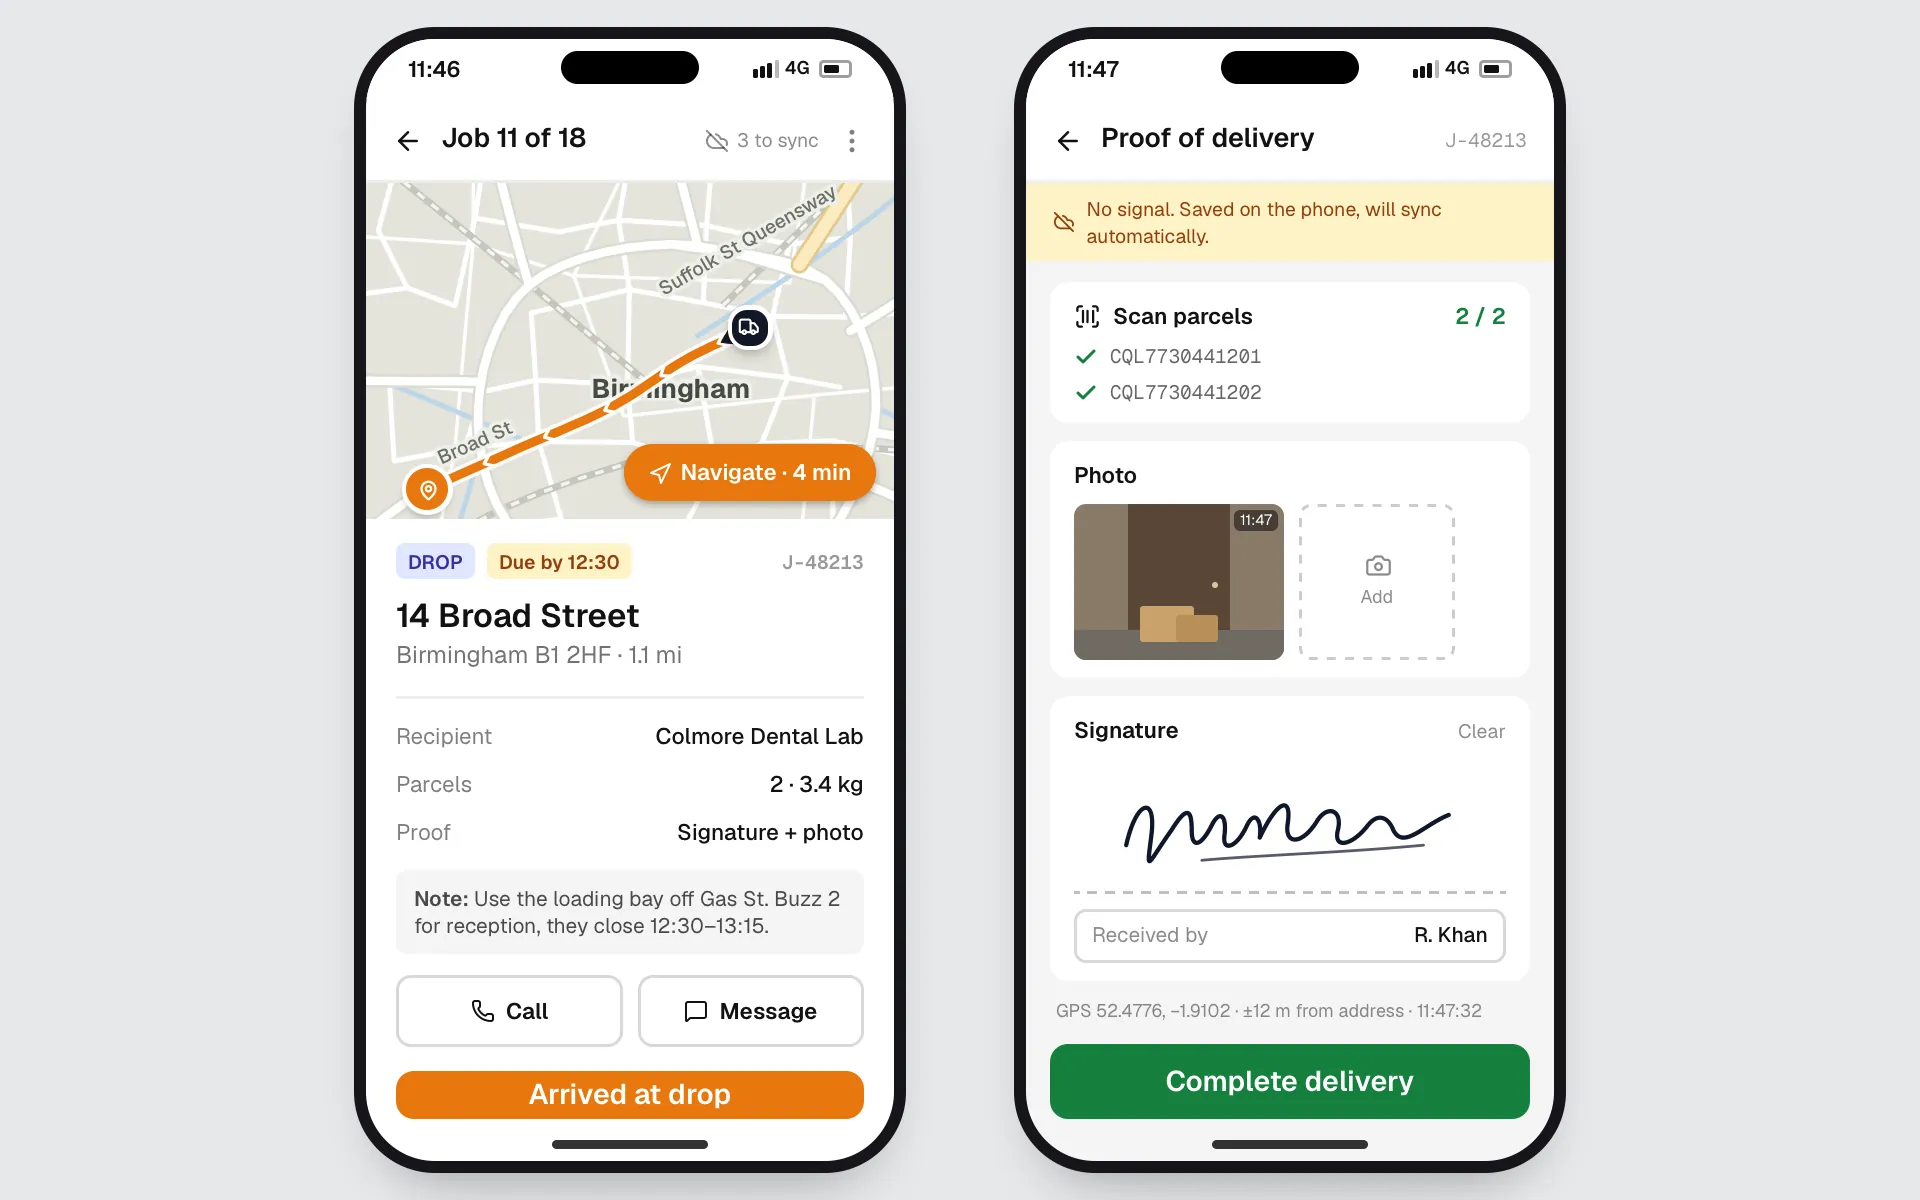 11:46
4G
Job 11 of 18
3 to sync
Suffolk St Queensway
Birmingham
Broad St
Navigate · 4 min
DROP
Due by 12:30
J-48213
14 Broad Street
Birmingham B1 2HF · 1.1 mi
Recipient
Colmore Dental Lab
Parcels
2 · 3.4 kg
Proof
Signature + photo
Note: Use the loading bay off Gas St. Buzz 2
for reception, they close 12:30–13:15.
Call
Message
Arrived at drop
11:47
4G
Proof of delivery
J-48213
No signal. Saved on the phone, will sync
automatically.
Scan parcels
2 / 2
CQL7730441201
CQL7730441202
Photo
11:47
Add
Signature
Clear
Received by
R. Khan
GPS 52.4776, −1.9102 · ±12 m from address · 11:47:32
Complete delivery